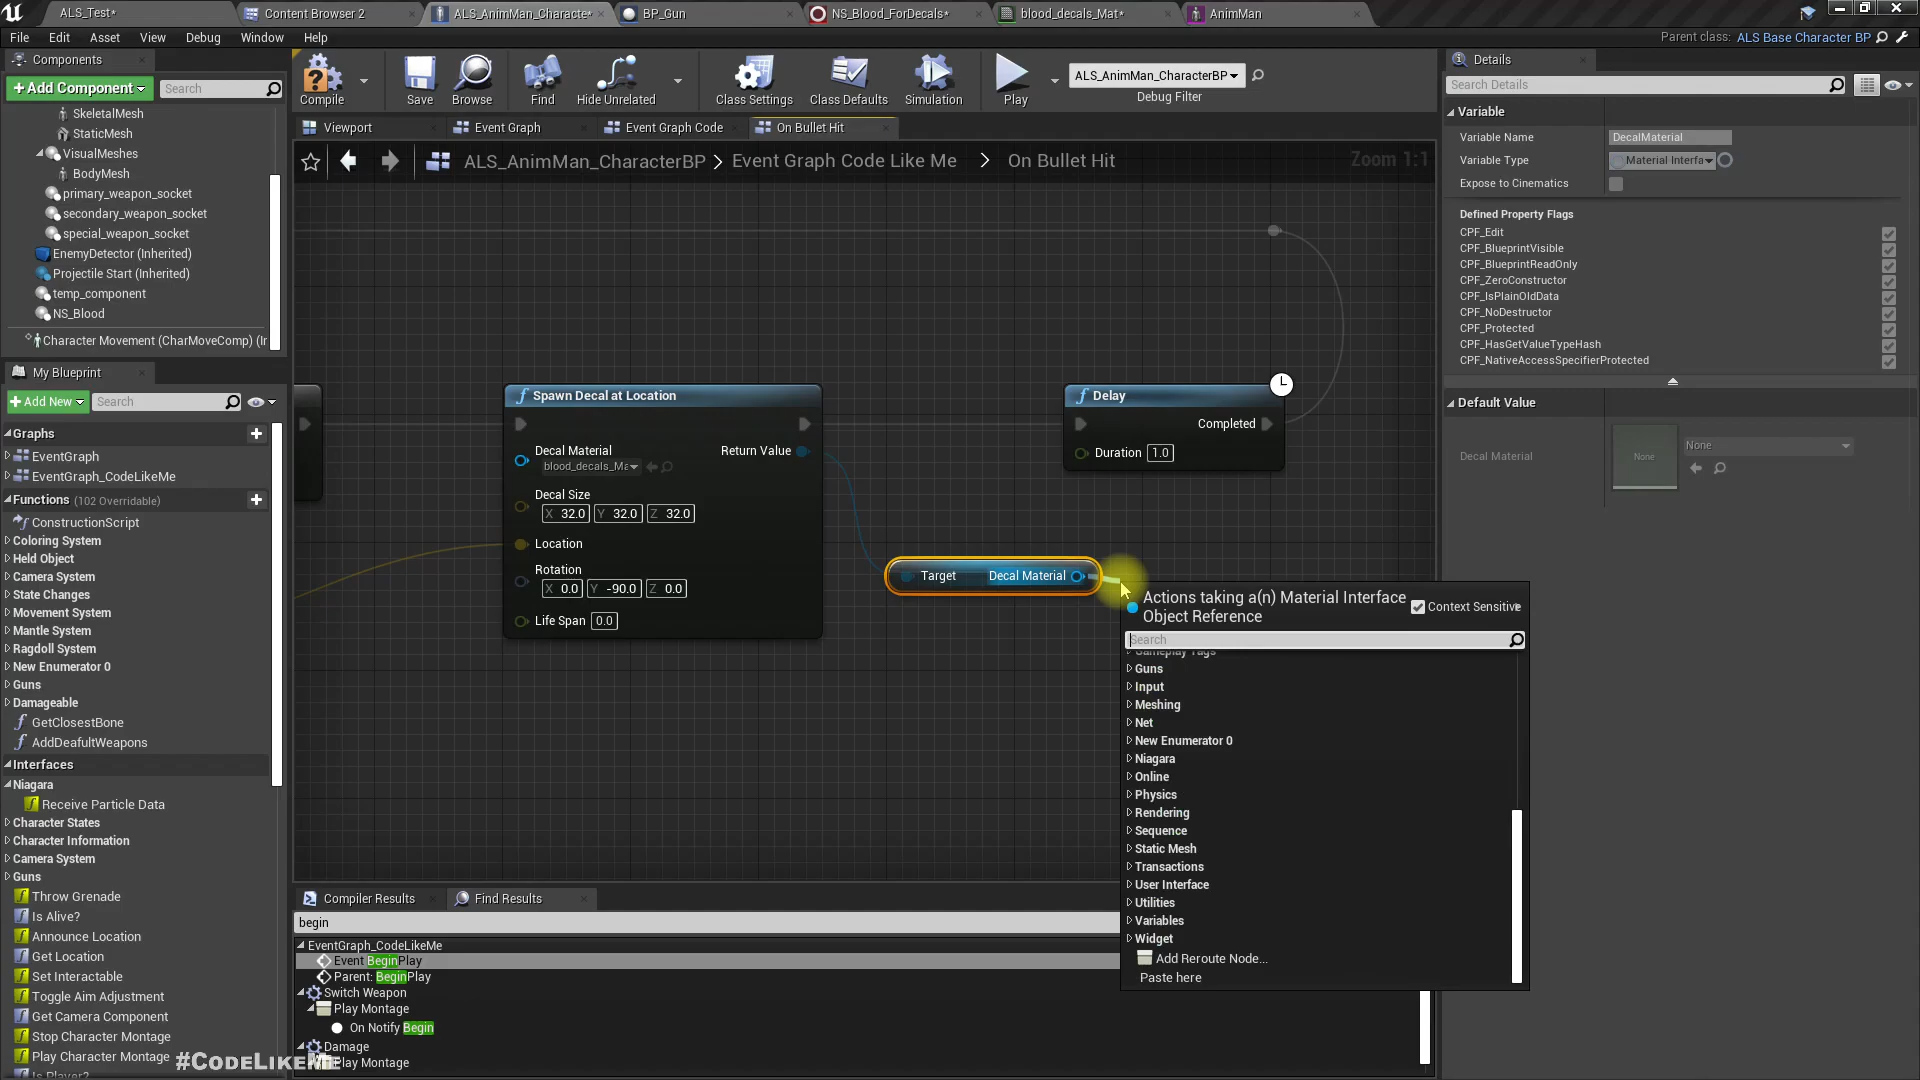 ALS_Test*
Content Browser 2
ALS_AnimMan_Characte*
BP_Gun
NS_Blood_ForDecals*
blood_decals_Mat*
AnimMan
File
Edit
Asset
View
Debug
Window
Help
Parent class:
ALS Base Character BP
Components
+Add Component
Search
SkeletalMesh
StaticMesh
VisualMeshes
BodyMesh
primary_weapon_socket
secondary_weapon_socket
special_weapon_socket
EnemyDetector (Inherited)
Projectile Start (Inherited)
temp_component
NS_Blood
Character Movement (CharMoveComp) (Ir
My Blueprint
+Add New
Search
Graphs
EventGraph
EventGraph_CodeLikeMe
Functions (102 Overridable)
ConstructionScript
Coloring System
Held Object
Camera System
State Changes
Movement System
Mantle System
Ragdoll System
New Enumerator 0
Guns
Damageable
GetClosestBone
AddDeafultWeapons
Interfaces
Niagara
Receive Particle Data
Character States
Character Information
Camera System
Guns
Throw Grenade
Is Alive?
Announce Location
Get Location
Set Interactable
Toggle Aim Adjustment
Get Camera Component
Stop Character Montage
Play Character Montage
Is Player?
Compile
Save
Browse
Find
Hide Unrelated
Class Settings
Class Defaults
Simulation
Play
ALS_AnimMan_CharacterBP
Debug Filter
Viewport
Event Graph
Event Graph Code
On Bullet Hit
ALS_AnimMan_CharacterBP > Event Graph Code Like Me > On Bullet Hit
Zoom 1:1
Spawn Decal at Location
Decal Material
blood_decals_Ma
Return Value
Decal Size
X 32.0 Y 32.0 Z 32.0
Location
Rotation
X 0.0 Y -90.0 Z 0.0
Life Span 0.0
Delay
Completed
Duration 1.0
Target
Decal Material
Actions taking a(n) Material Interface
Object Reference
Context Sensitive
Search
Gameplay Tags
Guns
Input
Meshing
Net
New Enumerator 0
Niagara
Online
Physics
Rendering
Sequence
Static Mesh
Transactions
User Interface
Utilities
Variables
Widget
Add Reroute Node...
Paste here
Compiler Results
Find Results
begin
EventGraph_CodeLikeMe
Event BeginPlay
Parent: BeginPlay
Switch Weapon
Play Montage
On Notify Begin
Damage
Play Montage
Details
Search Details
Variable
Variable Name
DecalMaterial
Variable Type
Material Interfa
Expose to Cinematics
Defined Property Flags
CPF_Edit
CPF_BlueprintVisible
CPF_BlueprintReadOnly
CPF_ZeroConstructor
CPF_IsPlainOldData
CPF_NoDestructor
CPF_Protected
CPF_HasGetValueTypeHash
CPF_NativeAccessSpecifierProtected
Default Value
Decal Material
None
None
#CodeLikeMe